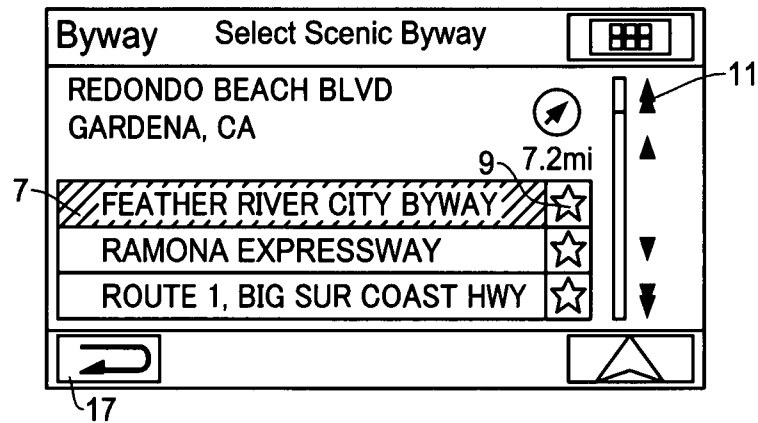 Byway Select Scenic Byway
REDONDO BEACH BLVD
GARDENA, CA
7.2mi
FEATHER RIVER CITY BYWAY
RAMONA EXPRESSWAY
ROUTE 1, BIG SUR COAST HWY
11
9
7
17